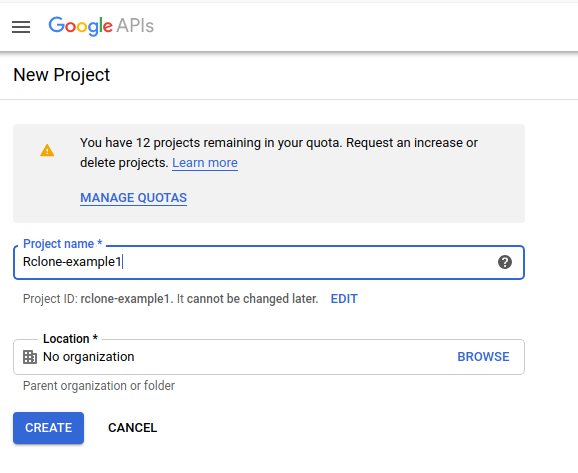 Google APIs
New Project
You have 12 projects remaining in your quota. Request an increase or
delete projects. Learn more
MANAGE QUOTAS
Project name *
Rclone-example1
Project ID: rclone-example1. It cannot be changed later. EDIT
Location *
No organization BROWSE
Parent organization or folder
CREATE CANCEL